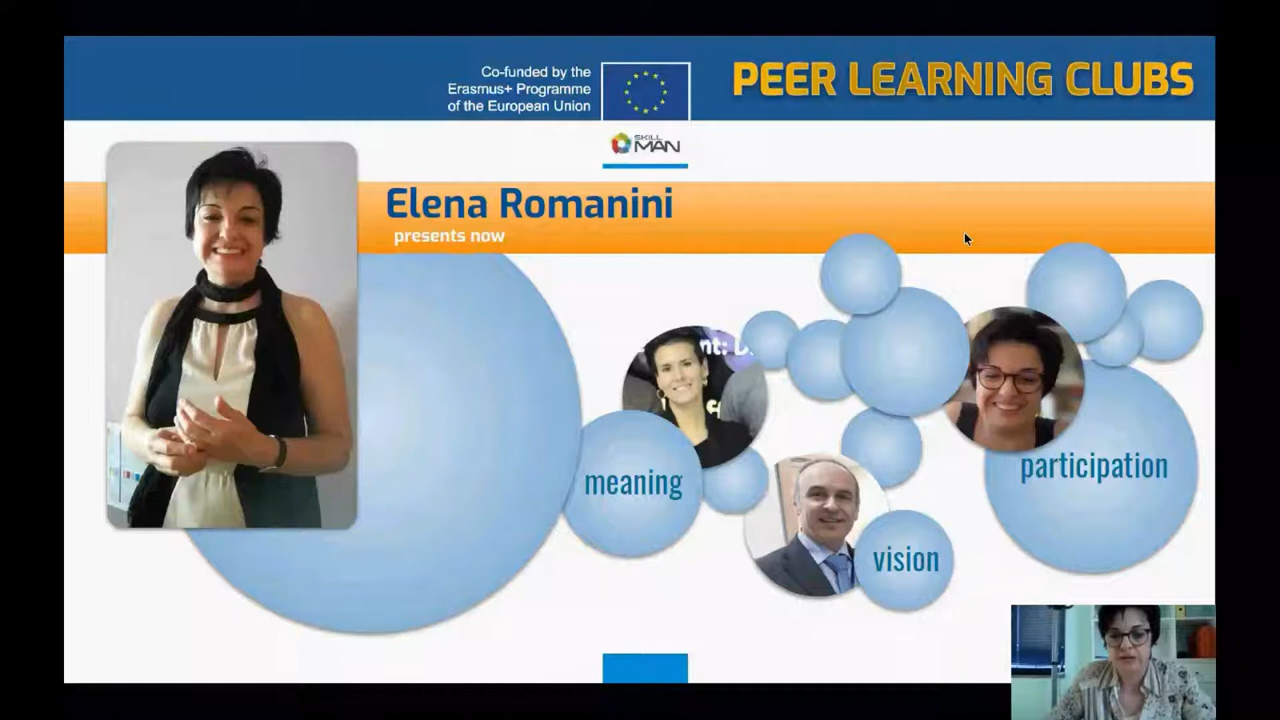 Co-funded by the
Erasmus+ Programme
of the European Union
PEER LEARNING CLUBS
SKILL
MAN
Elena Romanini
presents now
meaning
participation
vision